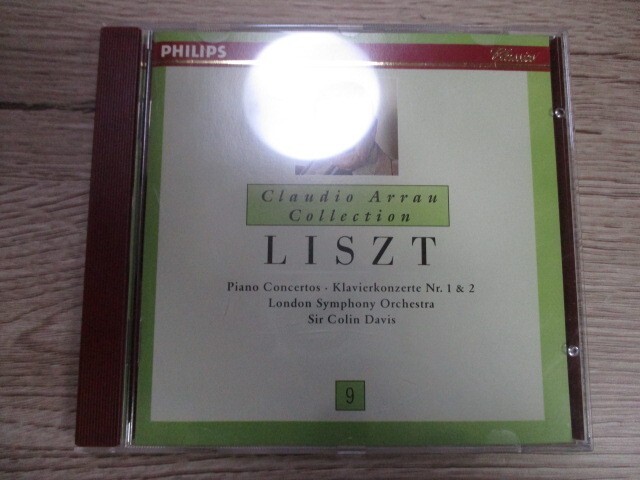 PHILIPS
Classics
Claudio Arrau
Collection
LISZT
Piano Concertos · Klavierkonzerte Nr. 1 & 2
London Symphony Orchestra
Sir Colin Davis
9